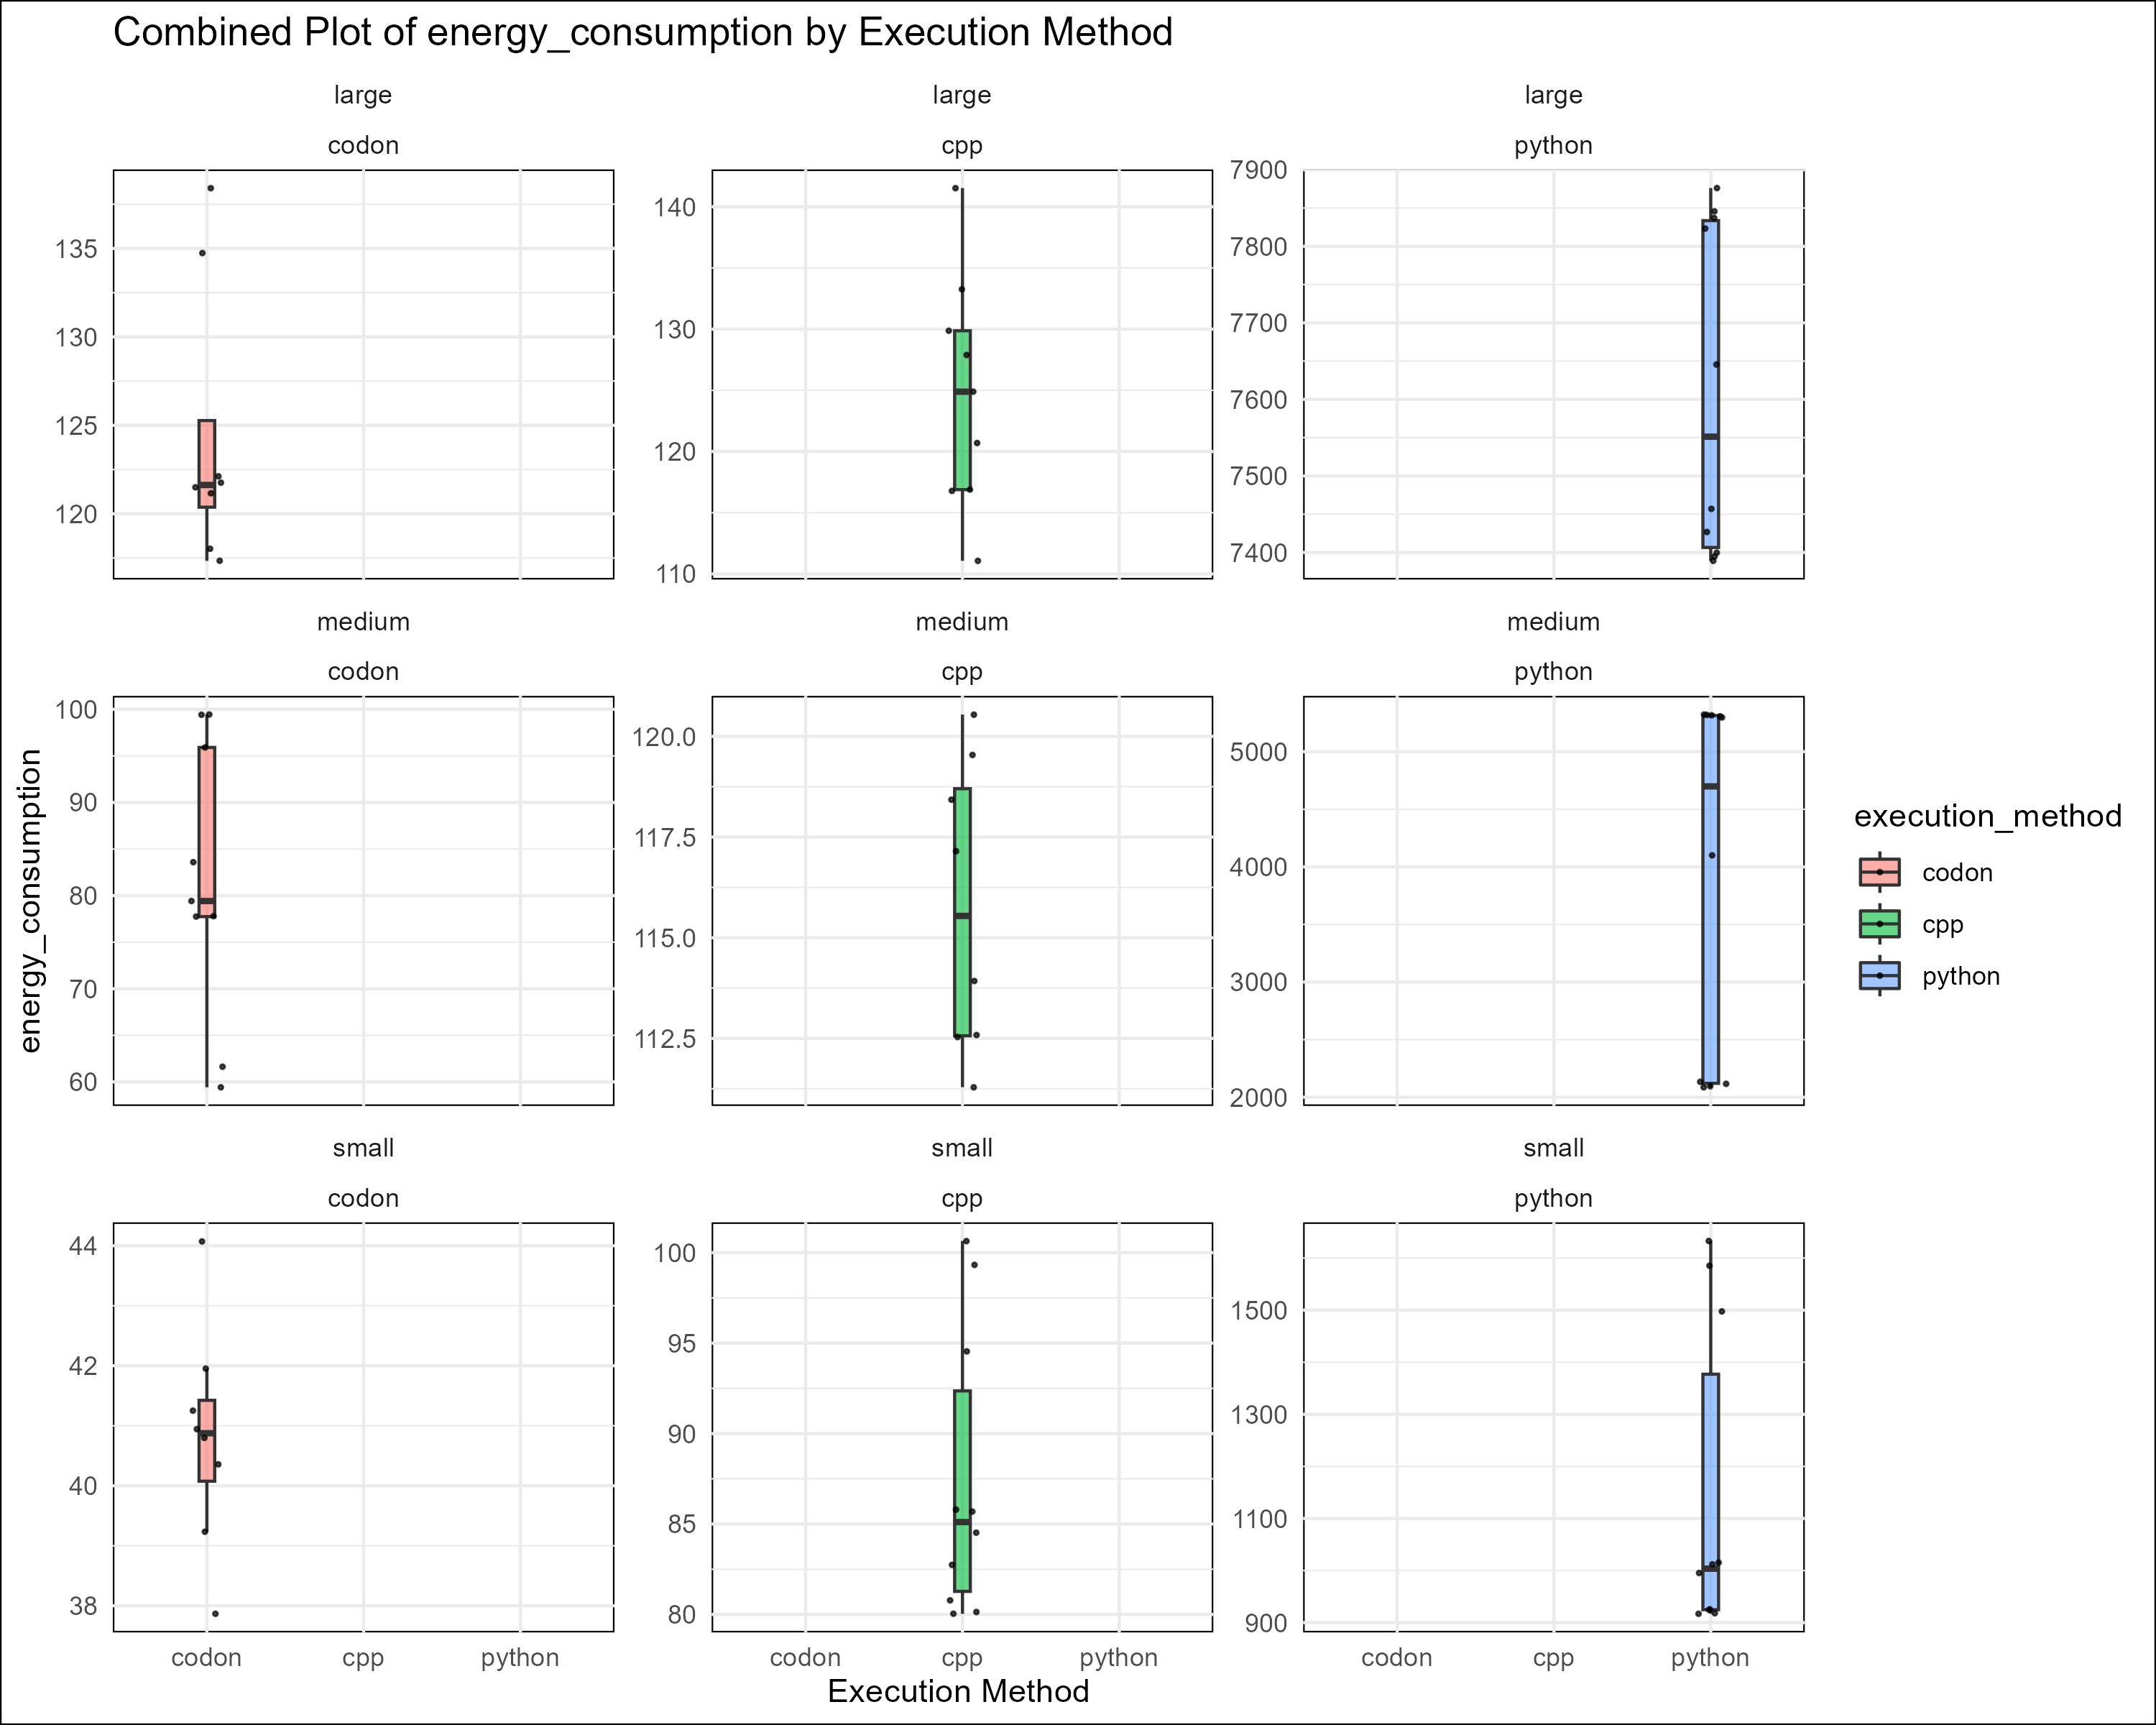 Combined Plot of energy_consumption by Execution Method
large
large
large
codon
cpp
python
135
130
125
120
140
130
120
110
7900
7800
7700
7600
7500
7400
medium
medium
medium
codon
cpp
python
100
90
80
70
60
120.0
117.5
115.0
112.5
5000
4000
3000
2000
energy_consumption
execution_method
codon
cpp
python
small
small
small
codon
cpp
python
44
42
40
38
100
95
90
85
80
1500
1300
1100
900
codon cpp python
codon cpp python
codon cpp python
Execution Method